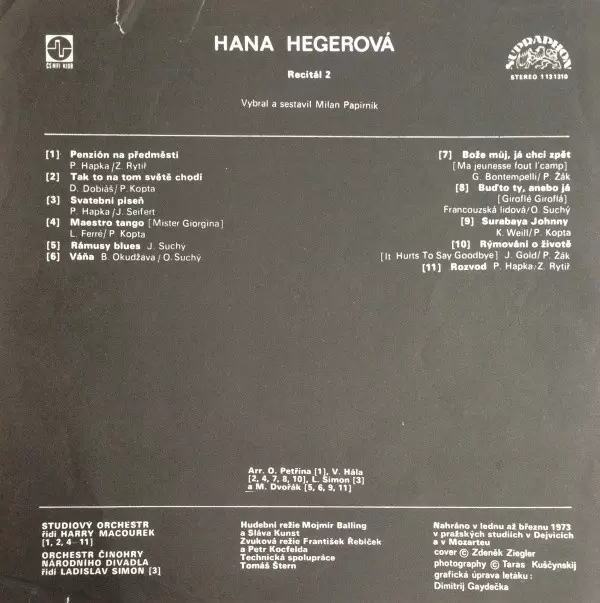 HANA HEGEROVÁ
Recitál 2
Vybral a sestavil Milan Papirník
ČS HIFI KLUB
SUPRAPHON
STEREO 1 13 1310
[1] Penzión na předměstí
P. Hapka/Z. Rytíř
[2] Tak to na tom světě chodí
D. Dobiáš/P. Kopta
[3] Svatební píseň
P. Hapka/J. Seifert
[4] Maestro tango [Mister Giorgina]
L. Ferré/P. Kopta
[5] Rámusy blues J. Suchý
[6] Váňa B. Okudžava/O. Suchý
[7] Bože můj, já chci zpět
[Ma jeunesse fout l'camp]
G. Bontempelli/P. Žák
[8] Buďto ty, anebo já
[Giroflé Giroflá]
Francouzská lidová/O. Suchý
[9] Surabaya Johnny
K. Weill/P. Kopta
[10] Rýmování o životě
[It Hurts To Say Goodbye] J. Gold/P. Žák
[11] Rozvod P. Hapka/Z. Rytíř
Arr. O. Petřina [1], V. Hála
[2, 4, 7, 8, 10], L. Simon [3]
a M. Dvořák [5, 6, 9, 11]
STUDIOVÝ ORCHESTR
řídí HARRY MACOUREK
[1, 2, 4—11]
ORCHESTR ČINOHRY
NÁRODNÍHO DIVADLA
řídí LADISLAV SIMON [3]
Hudební režie Mojmír Balling
a Sláva Kunst
Zvuková režie František Řebíček
a Petr Kocfelda
Technická spolupráce
Tomáš Štern
Nahráno v lednu až březnu 1973
v pražských studiích v Dejvicích
a v Mozarteu
cover © Zdeněk Ziegler
photography © Taras Kuščynskij
grafická úprava letáku:
Dimitrij Gaydečka